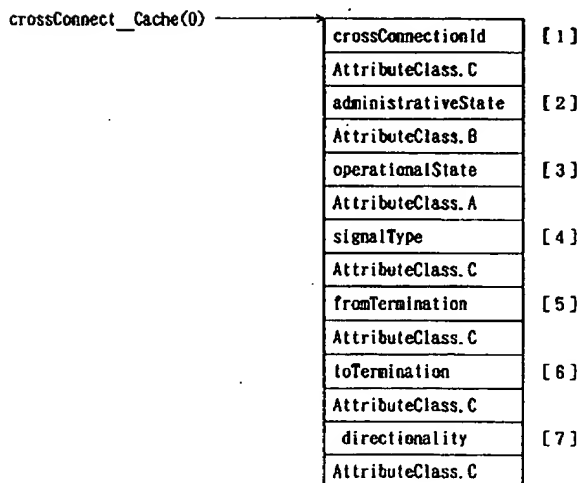 crossConnect__Cache(0)
crossConnectionId [1]
AttributeClass.C
administrativeState [2]
AttributeClass.B
operationalState [3]
AttributeClass.A
signalType [4]
AttributeClass.C
fromTermination [5]
AttributeClass.C
toTermination [6]
AttributeClass.C
directionality [7]
AttributeClass.C